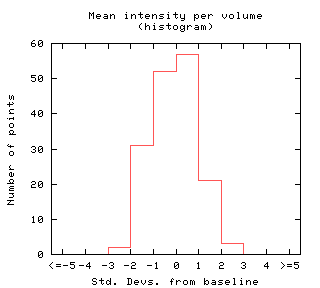 Mean intensity per volume
(histogram)
60
50
40
30
20
10
0
Number of points
<=-5 -4 -3 -2 -1 0 1 2 3 4 >=5
Std. Devs. from baseline